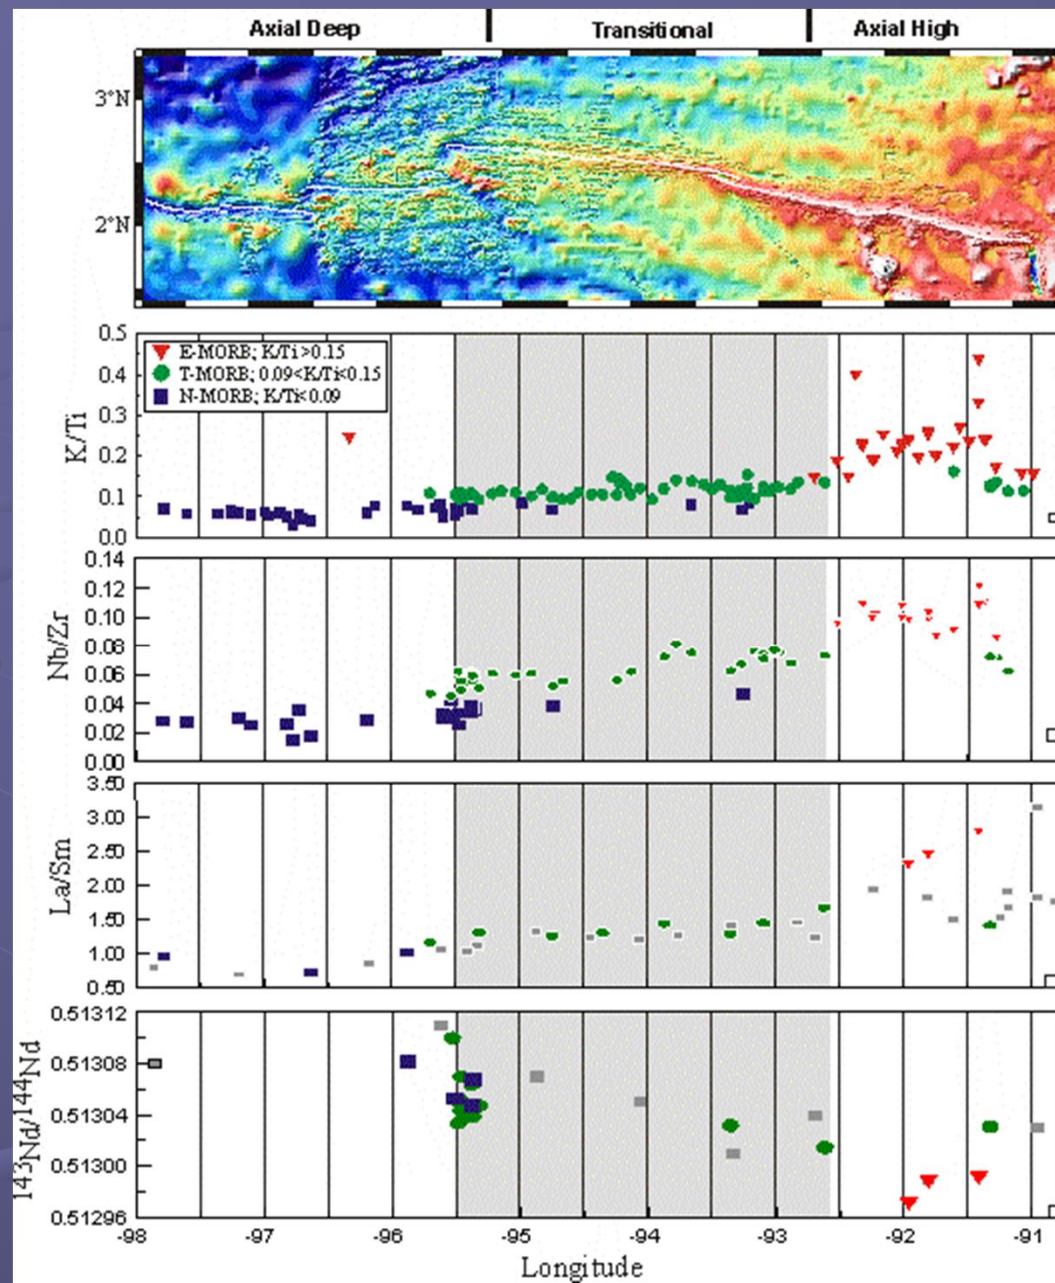 Axial Deep
Transitional
Axial High
3°N
2°N
K/Ti
0.5
0.4
0.3
0.2
0.1
0.0
E-MORB; K/Ti>0.15
T-MORB; 0.09<K/Ti<0.15
N-MORB; K/Ti<0.09
Nb/Zr
0.14
0.12
0.10
0.08
0.06
0.04
0.02
0.00
La/Sm
3.50
3.00
2.50
2.00
1.50
1.00
0.50
143Nd/144Nd
0.51312
0.51308
0.51304
0.51300
0.51296
-98 -97 -96 -95 -94 -93 -92 -91
Longitude